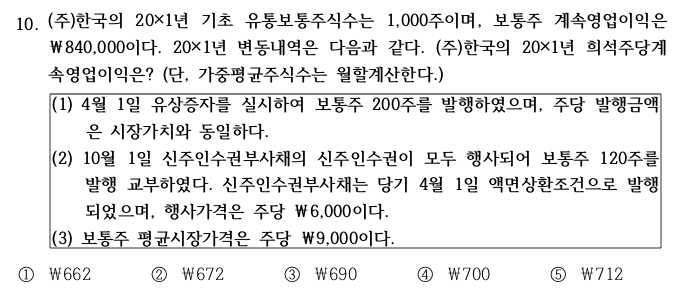 10. (주)한국의 20×1년 기초 유통보통주식수는 1,000주이며, 보통주 계속영업이익은
₩840,000이다. 20×1년 변동내역은 다음과 같다. (주)한국의 20×1년 희석주당계
속영업이익은? (단, 가중평균주식수는 월할계산한다.)
(1) 4월 1일 유상증자를 실시하여 보통주 200주를 발행하였으며, 주당 발행금액
은 시장가치와 동일하다.
(2) 10월 1일 신주인수권부사채의 신주인수권이 모두 행사되어 보통주 120주를
발행 교부하였다. 신주인수권부사채는 당기 4월 1일 액면상환조건으로 발행
되었으며, 행사가격은 주당 ₩6,000이다.
(3) 보통주 평균시장가격은 주당 ₩9,000이다.
① ₩662 ② ₩672 ③ ₩690 ④ ₩700 ⑤ ₩712